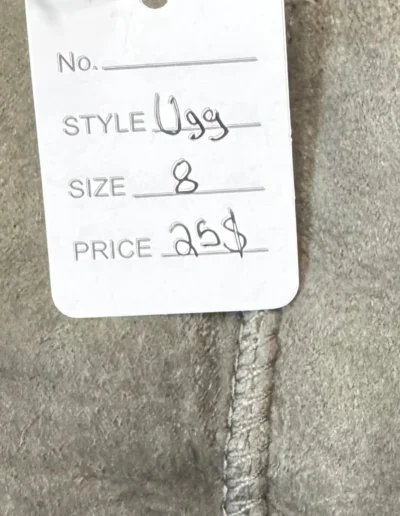 No.
STYLE Ugg
SIZE 8
PRICE 25$